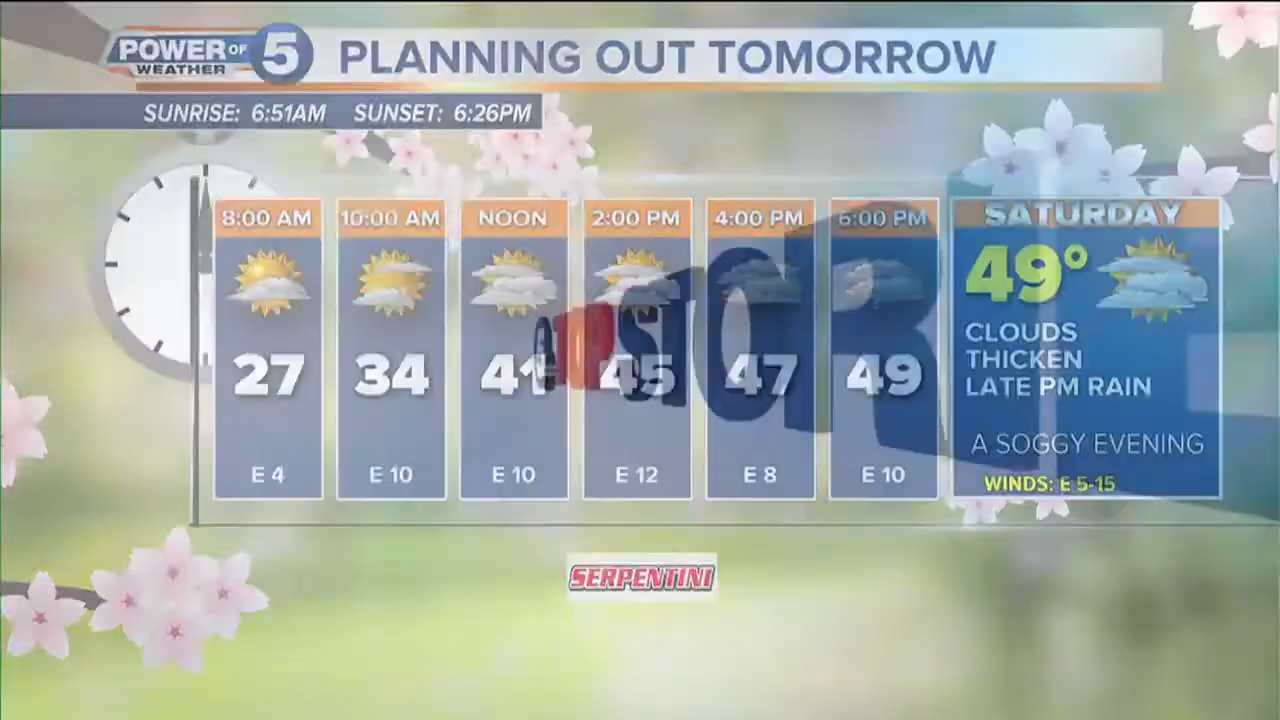 POWER OF 5
WEATHER
PLANNING OUT TOMORROW
SUNRISE: 6:51AM SUNSET: 6:26PM
8:00 AM 10:00 AM NOON 2:00 PM 4:00 PM 6:00 PM SATURDAY
49°
CLOUDS
THICKEN
LATE PM RAIN
27 34 41 45 47 49
A SOGGY EVENING
E 4 E 10 E 10 E 12 E 8 E 10
WINDS: E 5-15
SERPENTINI